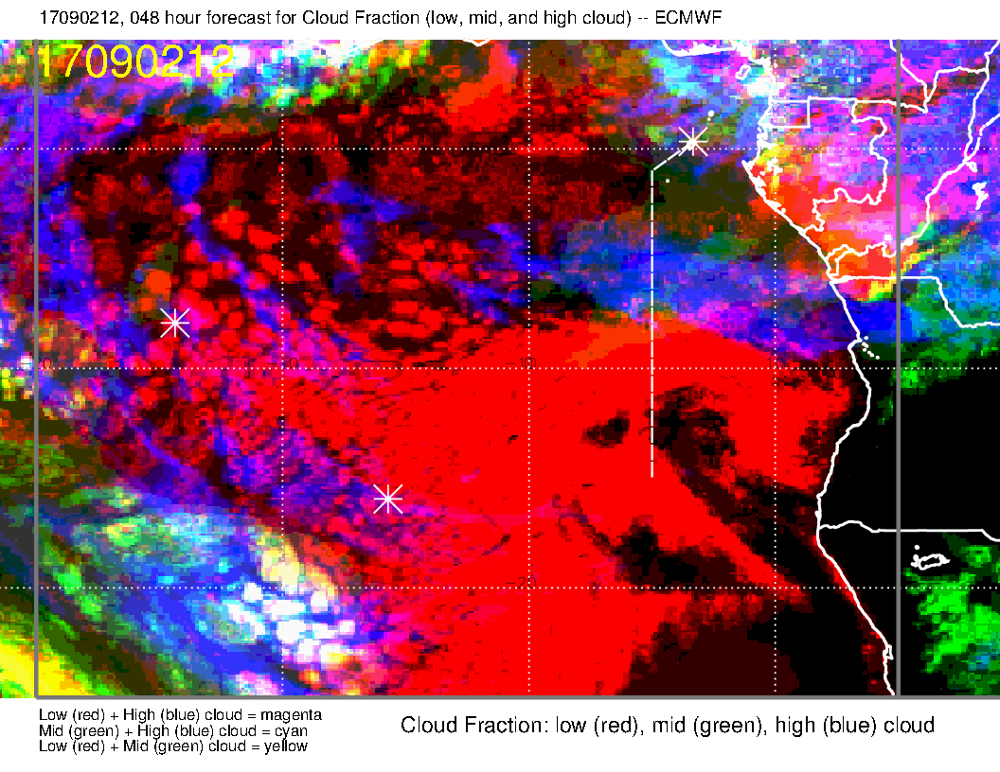 17090212, 048 hour forecast for Cloud Fraction (low, mid, and high cloud) -- ECMWF
17090212
-10
-20
Low (red) + High (blue) cloud = magenta
Mid (green) + High (blue) cloud = cyan
Low (red) + Mid (green) cloud = yellow
Cloud Fraction: low (red), mid (green), high (blue) cloud